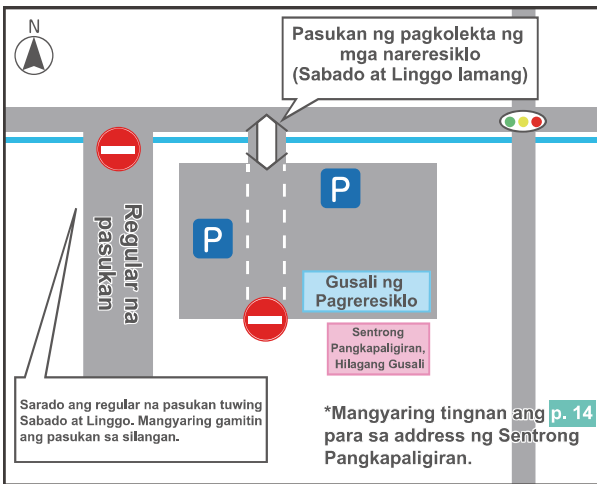 N
Pasukan ng pagkolekta ng
mga nareresiklo
(Sabado at Linggo lamang)
P
P
Regular na
pasukan
Gusali ng
Pagreresiklo
Sentrong
Pangkapaligiran,
Hilagang Gusali
Sarado ang regular na pasukan tuwing
Sabado at Linggo. Mangyaring gamitin
ang pasukan sa silangan.
*Mangyaring tingnan ang p. 14
para sa address ng Sentrong
Pangkapaligiran.